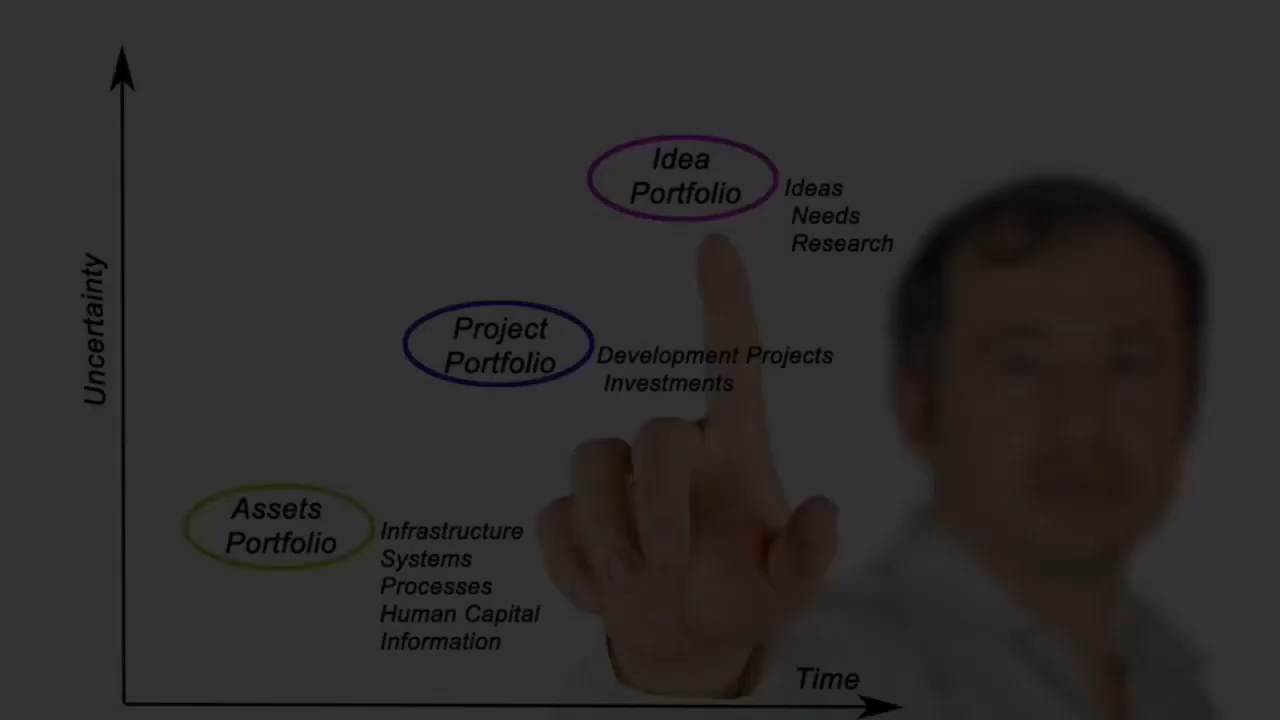 Uncertainty
Idea
Portfolio
Ideas
Needs
Research
Project
Portfolio
Development Projects
Investments
Assets
Portfolio
Infrastructure
Systems
Processes
Human Capital
Information
Time